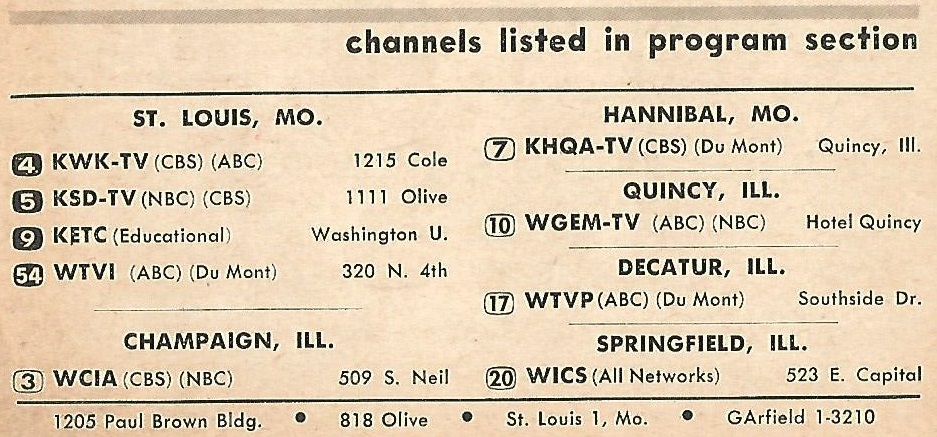 channels listed in program section
ST. LOUIS, MO.
4 KWK-TV (CBS) (ABC) 1215 Cole
5 KSD-TV (NBC) (CBS) 1111 Olive
9 KETC (Educational) Washington U.
54 WTVI (ABC) (Du Mont) 320 N. 4th
CHAMPAIGN, ILL.
3 WCIA (CBS) (NBC) 509 S. Neil
HANNIBAL, MO.
7 KHQA-TV (CBS) (Du Mont) Quincy, Ill.
QUINCY, ILL.
10 WGEM-TV (ABC) (NBC) Hotel Quincy
DECATUR, ILL.
17 WTVP (ABC) (Du Mont) Southside Dr.
SPRINGFIELD, ILL.
20 WICS (All Networks) 523 E. Capital
1205 Paul Brown Bldg. • 818 Olive • St. Louis 1, Mo. • GArfield 1-3210